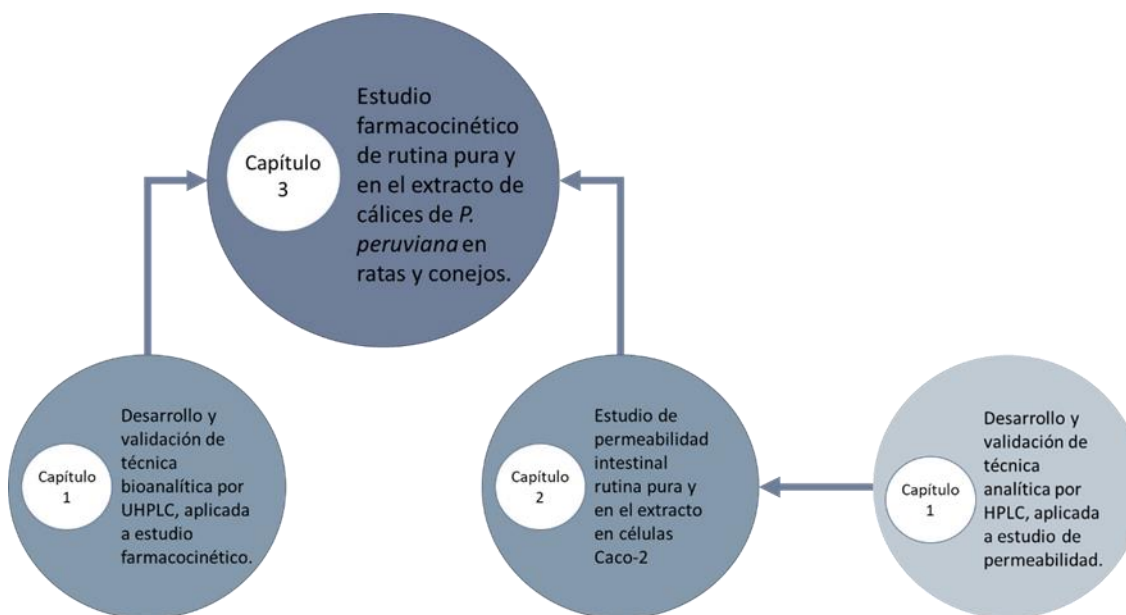 Capítulo
3
Estudio
farmacocinético
de rutina pura y
en el extracto de
cálices de P.
peruviana en
ratas y conejos.
Capítulo
1
Desarrollo y
validación de
técnica
bioanalítica por
UHPLC, aplicada
a estudio
farmacocinético.
Capítulo
2
Estudio de
permeabilidad
intestinal
rutina pura y
en el extracto
en células
Caco-2
Capítulo
1
Desarrollo y
validación de
técnica
analítica por
HPLC, aplicada
a estudio de
permeabilidad.